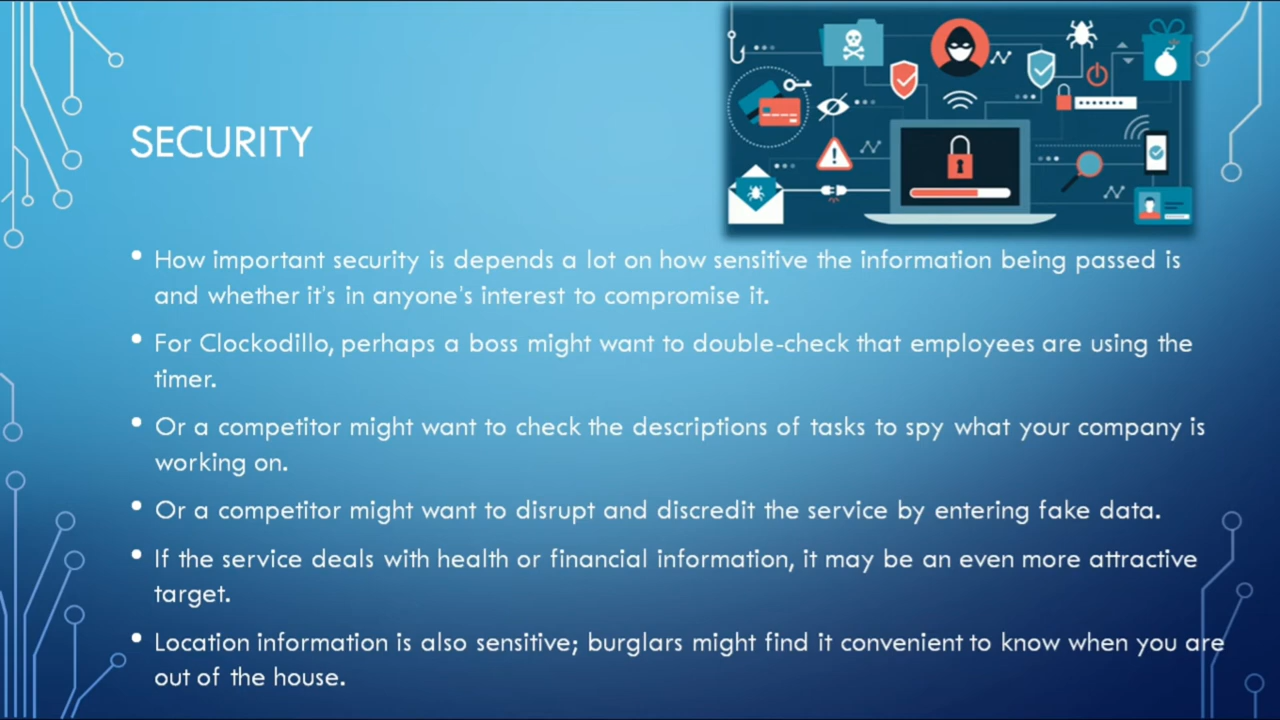 SECURITY
• How important security is depends a lot on how sensitive the information being passed is
and whether it's in anyone's interest to compromise it.
• For Clockodillo, perhaps a boss might want to double-check that employees are using the
timer.
• Or a competitor might want to check the descriptions of tasks to spy what your company is
working on.
• Or a competitor might want to disrupt and discredit the service by entering fake data.
• If the service deals with health or financial information, it may be an even more attractive
target.
• Location information is also sensitive; burglars might find it convenient to know when you are
out of the house.